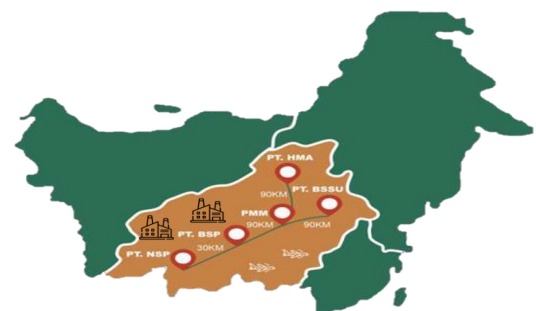 PT. HMA
90KM
PT. BSSU
PMM
90KM
90KM
PT. BSP
30KM
PT. NSP